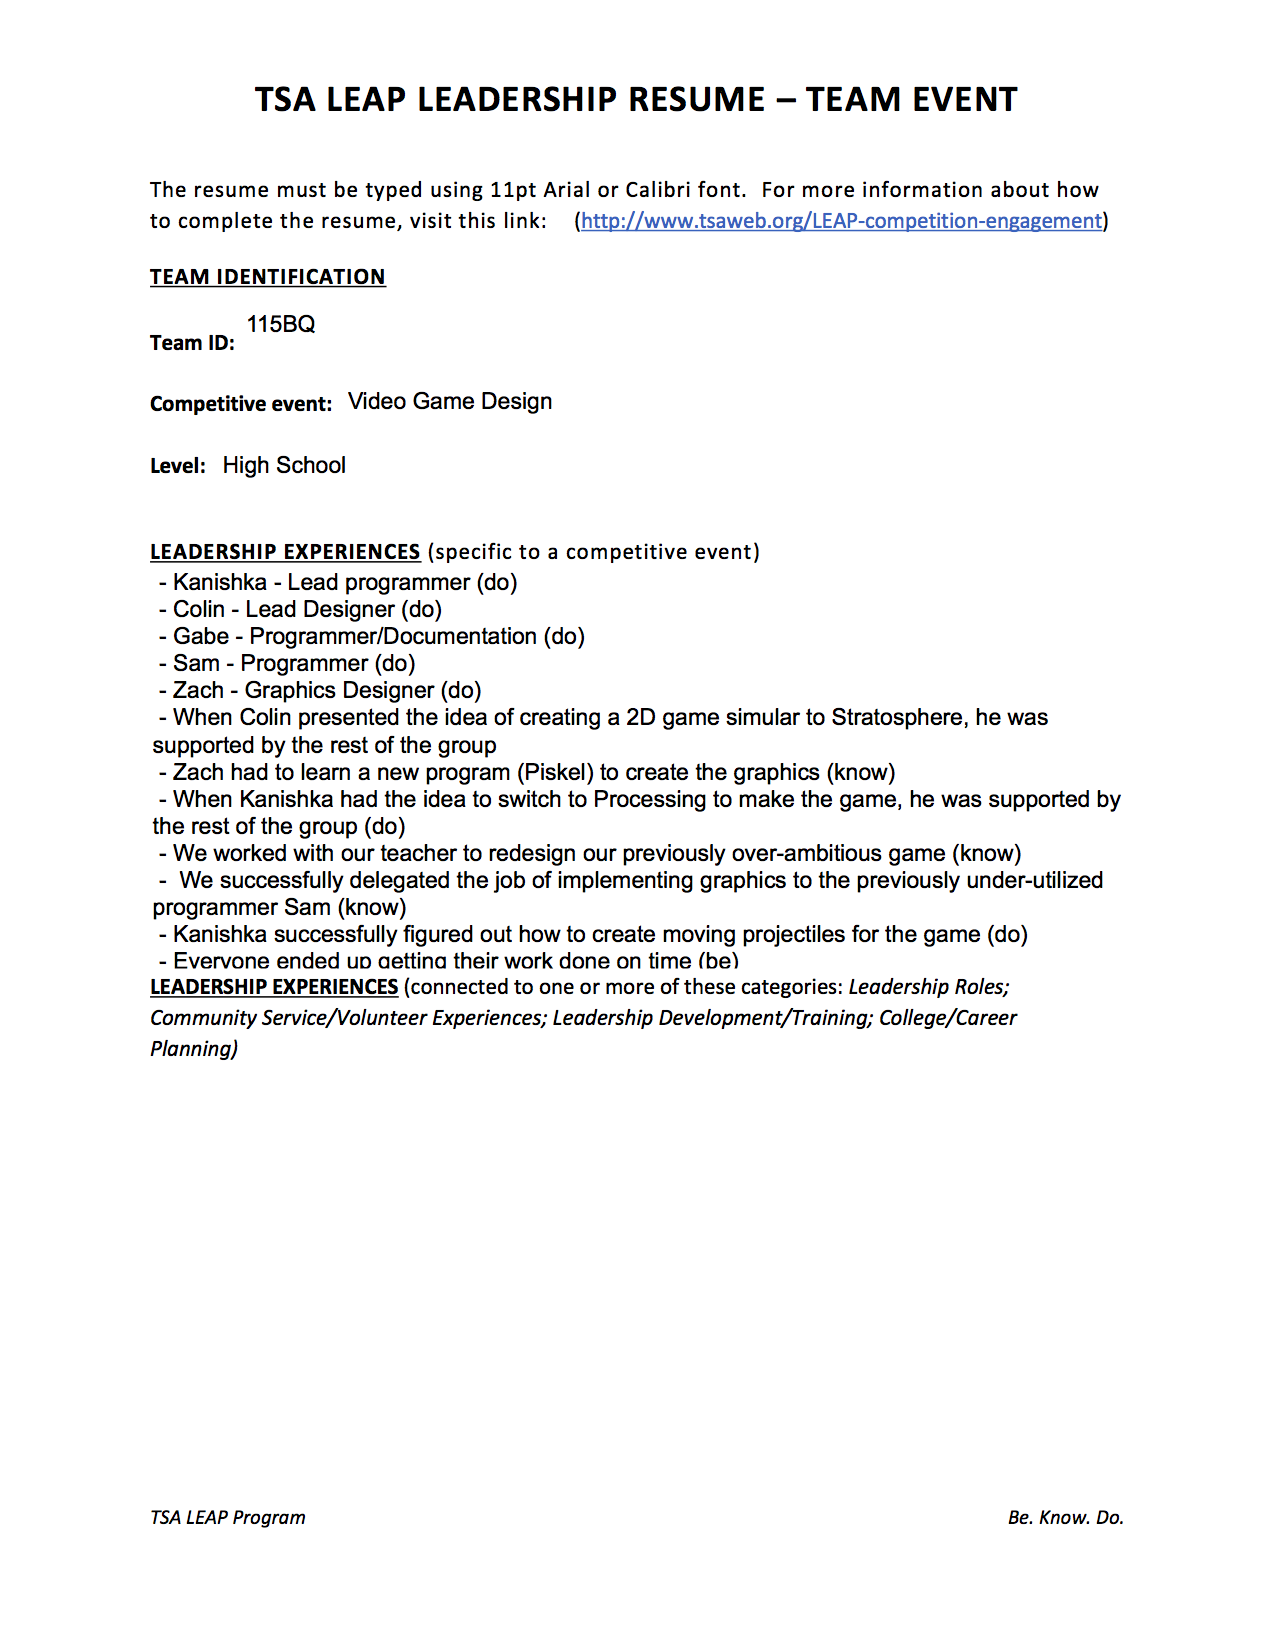 TSA LEAP LEADERSHIP RESUME – TEAM EVENT
The resume must be typed using 11pt Arial or Calibri font.  For more information about how
to complete the resume, visit this link:    (http://www.tsaweb.org/LEAP-competition-engagement)
TEAM IDENTIFICATION
Team ID: 115BQ
Competitive event: Video Game Design
Level: High School
LEADERSHIP EXPERIENCES (specific to a competitive event)
- Kanishka - Lead programmer (do)
- Colin - Lead Designer (do)
- Gabe - Programmer/Documentation (do)
- Sam - Programmer (do)
- Zach - Graphics Designer (do)
- When Colin presented the idea of creating a 2D game simular to Stratosphere, he was
supported by the rest of the group
- Zach had to learn a new program (Piskel) to create the graphics (know)
- When Kanishka had the idea to switch to Processing to make the game, he was supported by
the rest of the group (do)
- We worked with our teacher to redesign our previously over-ambitious game (know)
-  We successfully delegated the job of implementing graphics to the previously under-utilized
programmer Sam (know)
- Kanishka successfully figured out how to create moving projectiles for the game (do)
- Everyone ended up getting their work done on time (be)
LEADERSHIP EXPERIENCES (connected to one or more of these categories: Leadership Roles;
Community Service/Volunteer Experiences; Leadership Development/Training; College/Career
Planning)
TSA LEAP Program Be. Know. Do.